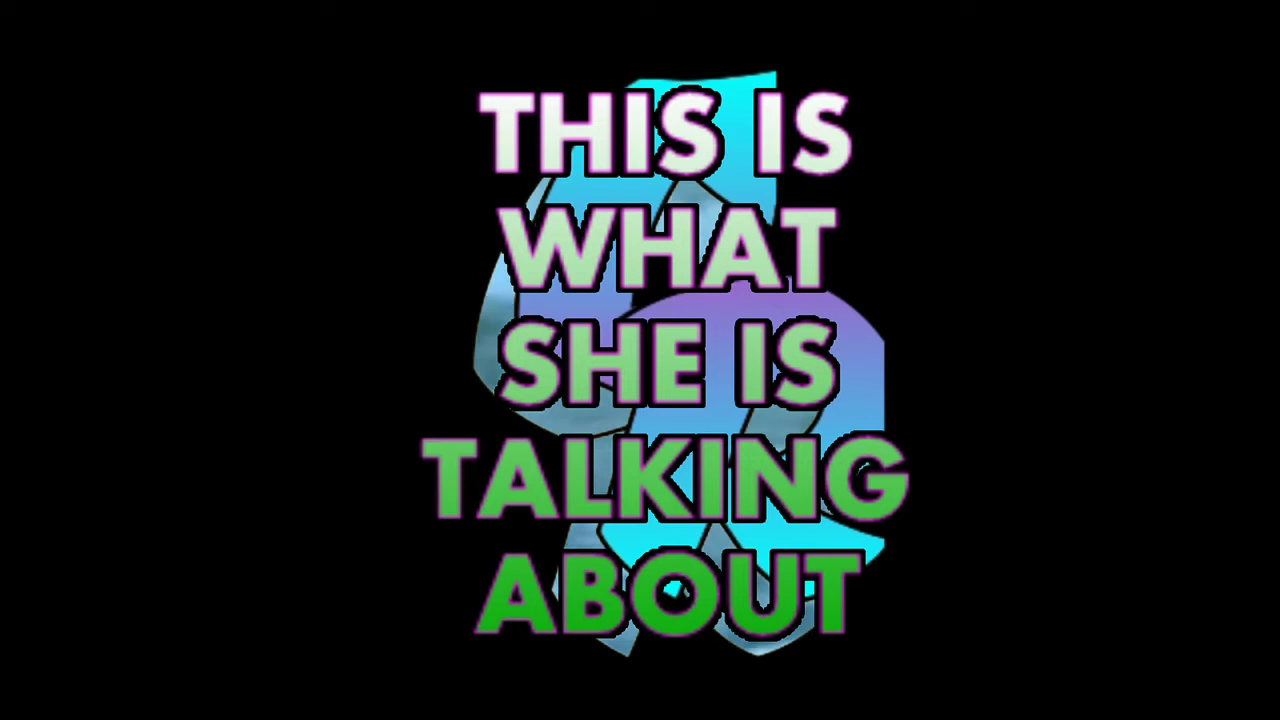 THIS IS
WHAT
SHE IS
TALKING
ABOUT